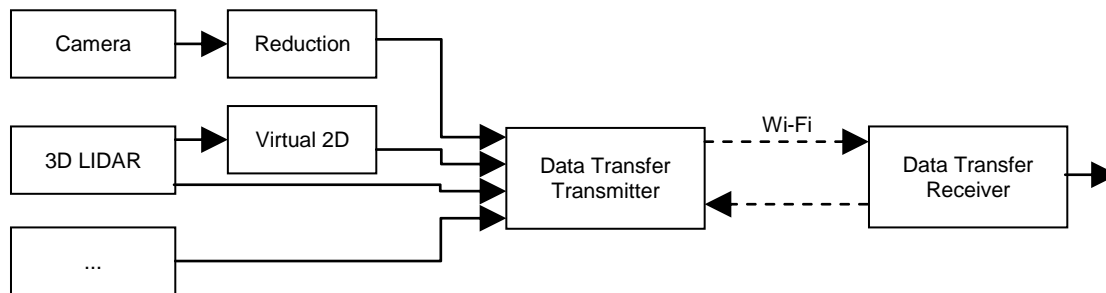 Camera
Reduction
3D LIDAR
Virtual 2D
...
Data Transfer
Transmitter
Wi-Fi
Data Transfer
Receiver